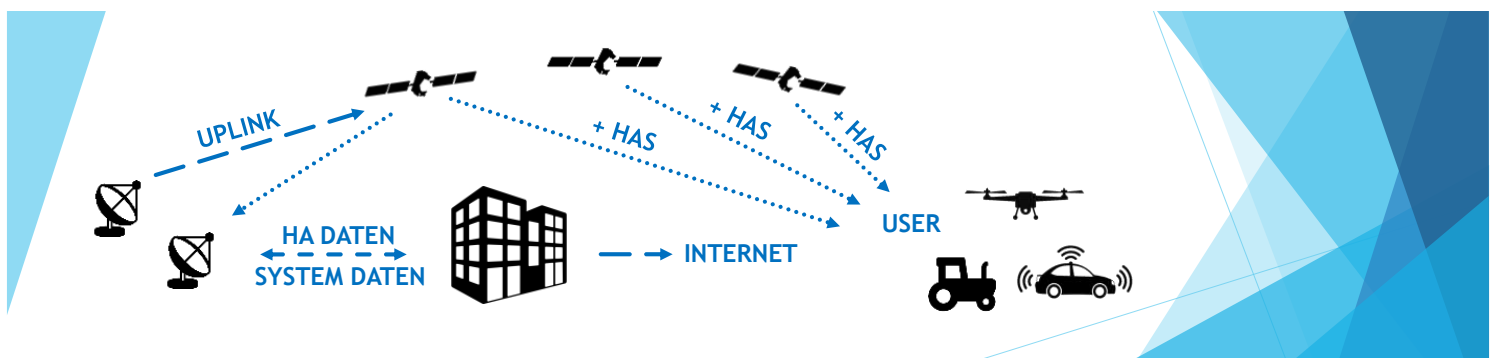 UPLINK
+ HAS
+ HAS
+ HAS
USER
HA DATEN
SYSTEM DATEN
INTERNET